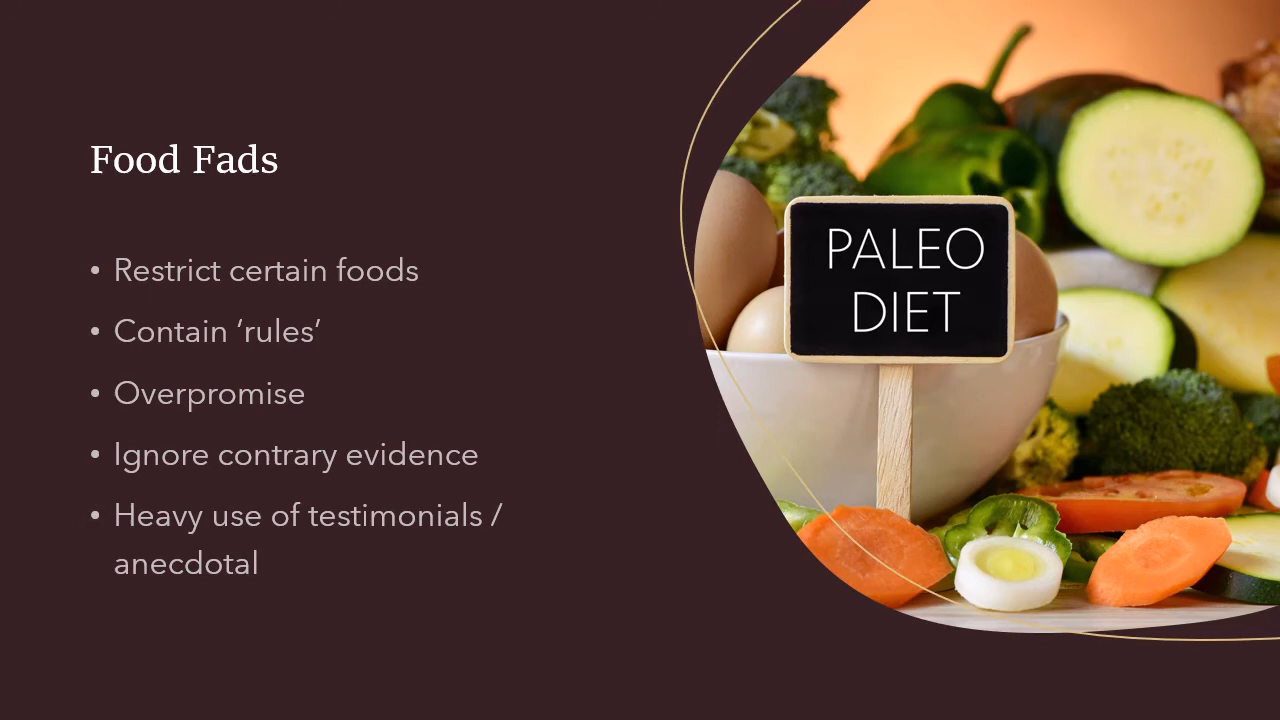 Food Fads
• Restrict certain foods
• Contain ‘rules’
• Overpromise
• Ignore contrary evidence
• Heavy use of testimonials /
anecdotal
PALEO
DIET